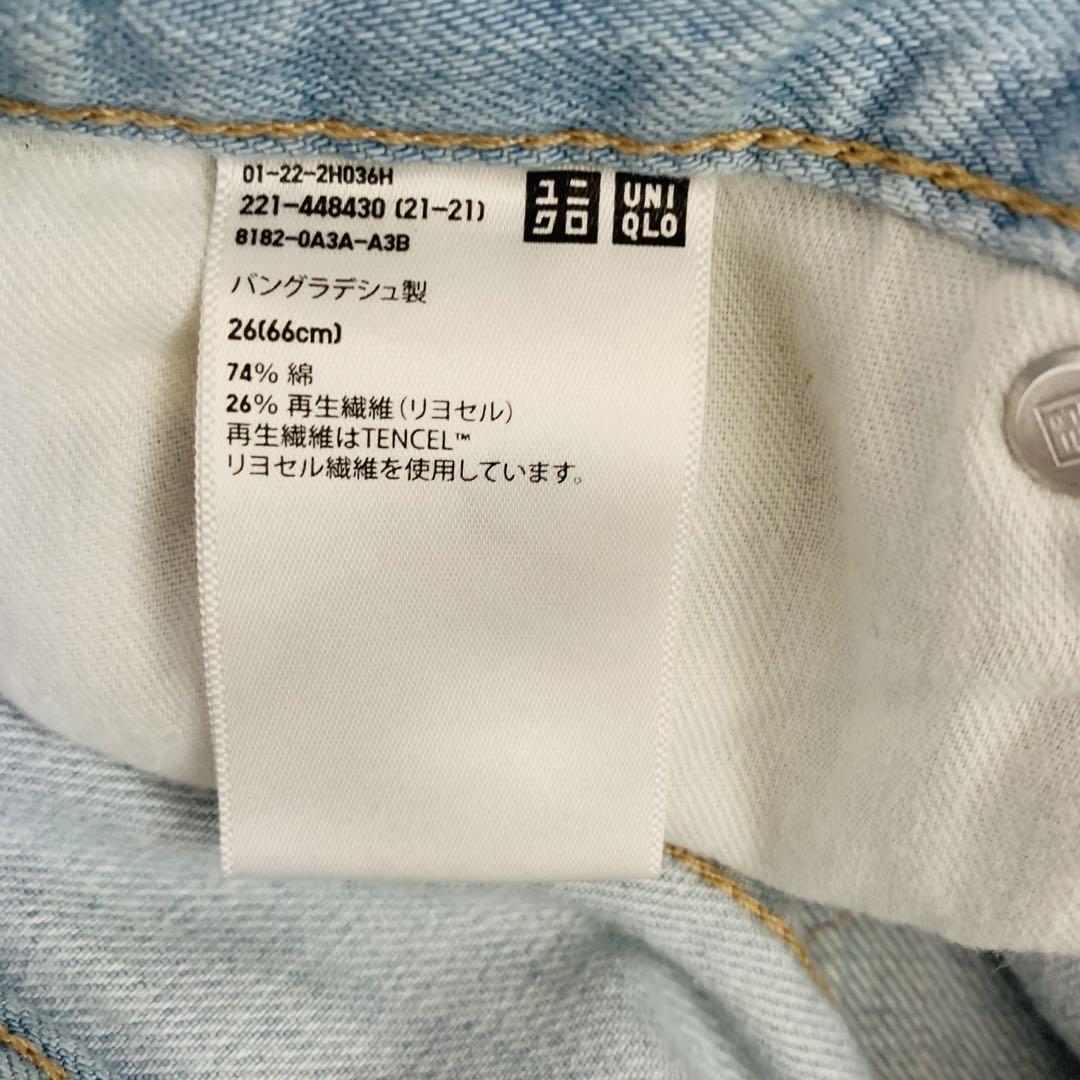 01-22-2H036H
221-448430 (21-21)
8182-0A3A-A3B
ユニ
クロ
UNI
QLO
バングラデシュ製
26(66cm)
74% 綿
26% 再生繊維(リヨセル)
再生繊維はTENCEL™
リヨセル繊維を使用しています。